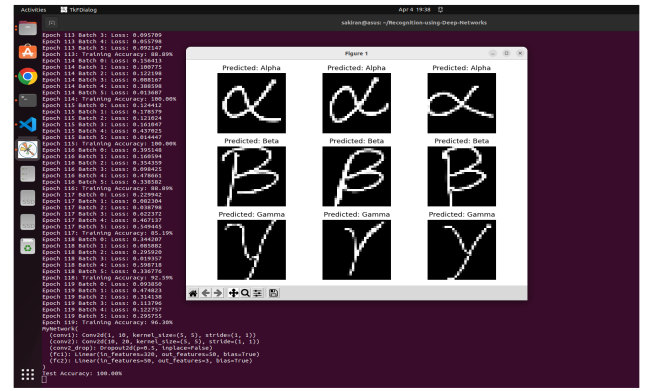 Activities
TkFDialog
Apr 4 19:38
sakiran@asus: ~/Recognition-using-Deep-Networks
Epoch 113 Batch 3: Loss: 0.095709
Epoch 113 Batch 4: Loss: 0.055798
Epoch 113 Batch 5: Loss: 0.092147
Epoch 113: Training Accuracy: 88.89%
Epoch 114 Batch 0: Loss: 0.156413
Epoch 114 Batch 1: Loss: 0.100775
Epoch 114 Batch 2: Loss: 0.122198
Epoch 114 Batch 3: Loss: 0.008167
Epoch 114 Batch 4: Loss: 0.388598
Epoch 114 Batch 5: Loss: 0.013687
Epoch 114: Training Accuracy: 100.00%
Epoch 115 Batch 0: Loss: 0.124412
Epoch 115 Batch 1: Loss: 0.178579
Epoch 115 Batch 2: Loss: 0.121024
Epoch 115 Batch 3: Loss: 0.161047
Epoch 115 Batch 4: Loss: 0.437025
Epoch 115 Batch 5: Loss: 0.014447
Epoch 115: Training Accuracy: 100.00%
Epoch 116 Batch 0: Loss: 0.395148
Epoch 116 Batch 1: Loss: 0.160594
Epoch 116 Batch 2: Loss: 0.354359
Epoch 116 Batch 3: Loss: 0.098425
Epoch 116 Batch 4: Loss: 0.478661
Epoch 116 Batch 5: Loss: 0.330582
Epoch 116: Training Accuracy: 88.89%
Epoch 117 Batch 0: Loss: 0.229942
Epoch 117 Batch 1: Loss: 0.082304
Epoch 117 Batch 2: Loss: 0.038798
Epoch 117 Batch 3: Loss: 0.622372
Epoch 117 Batch 4: Loss: 0.467137
Epoch 117 Batch 5: Loss: 0.549445
Epoch 117: Training Accuracy: 85.19%
Epoch 118 Batch 0: Loss: 0.344207
Epoch 118 Batch 1: Loss: 0.085882
Epoch 118 Batch 2: Loss: 0.295920
Epoch 118 Batch 3: Loss: 0.019357
Epoch 118 Batch 4: Loss: 0.598718
Epoch 118 Batch 5: Loss: 0.336776
Epoch 118: Training Accuracy: 92.59%
Epoch 119 Batch 0: Loss: 0.093850
Epoch 119 Batch 1: Loss: 0.474823
Epoch 119 Batch 2: Loss: 0.314138
Epoch 119 Batch 3: Loss: 0.113796
Epoch 119 Batch 4: Loss: 0.122757
Epoch 119 Batch 5: Loss: 0.295755
Epoch 119: Training Accuracy: 96.30%
MyNetwork(
(conv1): Conv2d(1, 10, kernel_size=(5, 5), stride=(1, 1))
(conv2): Conv2d(10, 20, kernel_size=(5, 5), stride=(1, 1))
(conv2_drop): Dropout2d(p=0.5, inplace=False)
(fc1): Linear(in_features=320, out_features=50, bias=True)
(fc2): Linear(in_features=50, out_features=3, bias=True)
)
Test Accuracy: 100.00%
Figure 1
Predicted: Alpha Predicted: Alpha Predicted: Alpha
α α α
Predicted: Beta Predicted: Beta Predicted: Beta
β β β
Predicted: Gamma Predicted: Gamma Predicted: Gamma
γ γ γ